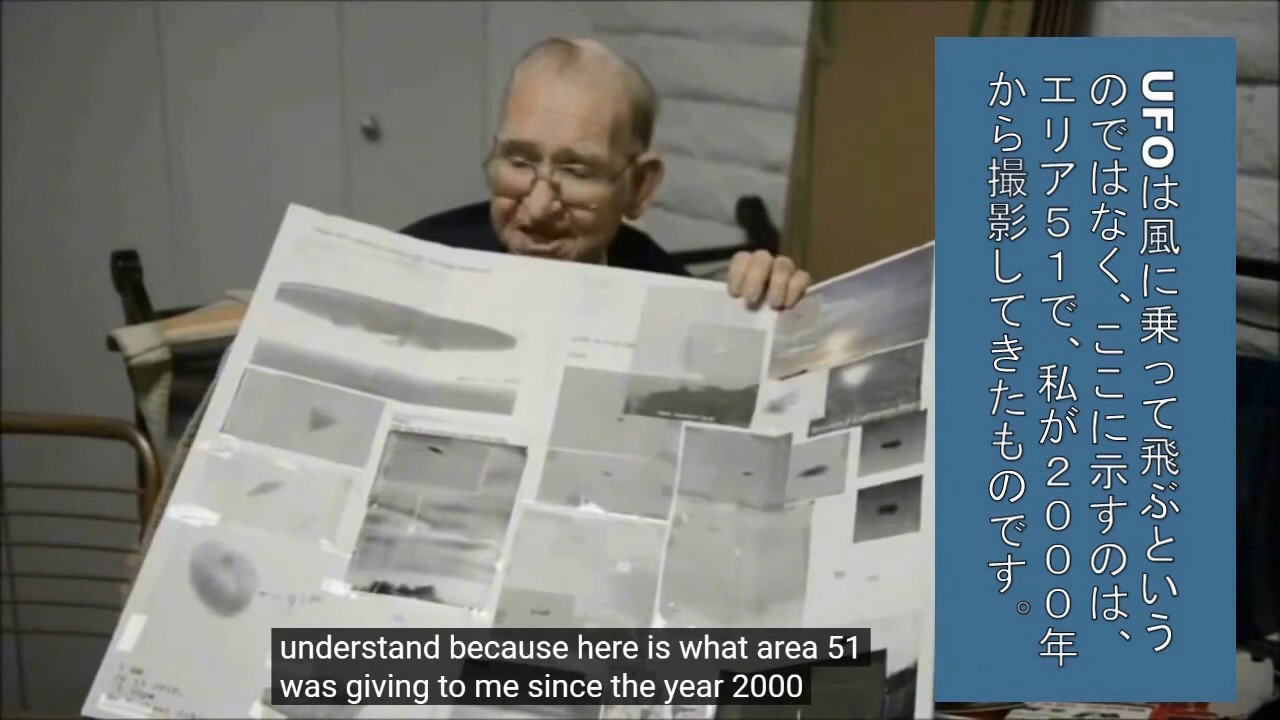 UFOは風に乗って飛ぶという
のではなく、ここに示すのは、
エリア51で、私が2000年
から撮影してきたものです。
understand because here is what area 51
was giving to me since the year 2000